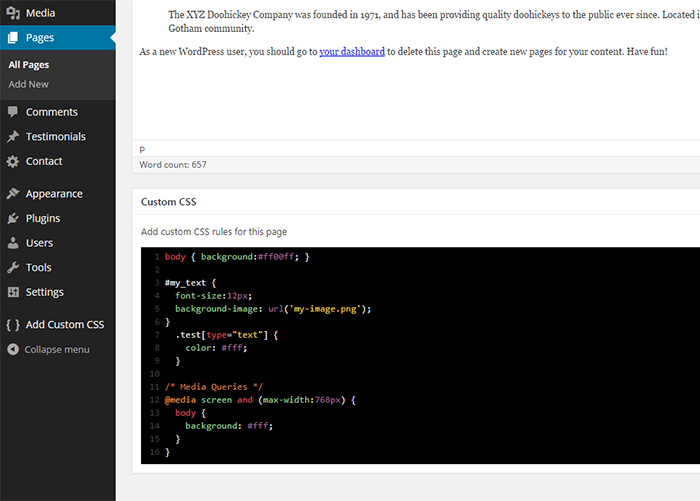 Media
Pages
All Pages
Add New
Comments
Testimonials
Contact
Appearance
Plugins
Users
Tools
Settings
{ } Add Custom CSS
Collapse menu
The XYZ Doohickey Company was founded in 1971, and has been providing quality doohickeys to the public ever since. Located i
Gotham community.
As a new WordPress user, you should go to your dashboard to delete this page and create new pages for your content. Have fun!
p
Word count: 657
Custom CSS
Add custom CSS rules for this page
1 body { background:#ff00ff; }
2
3 #my_text {
4 font-size:12px;
5 background-image: url('my-image.png');
6 }
7 .test[type="text"] {
8 color: #fff;
9 }
10
11 /* Media Queries */
12 @media screen and (max-width:768px) {
13 body {
14 background: #fff;
15 }
16 }